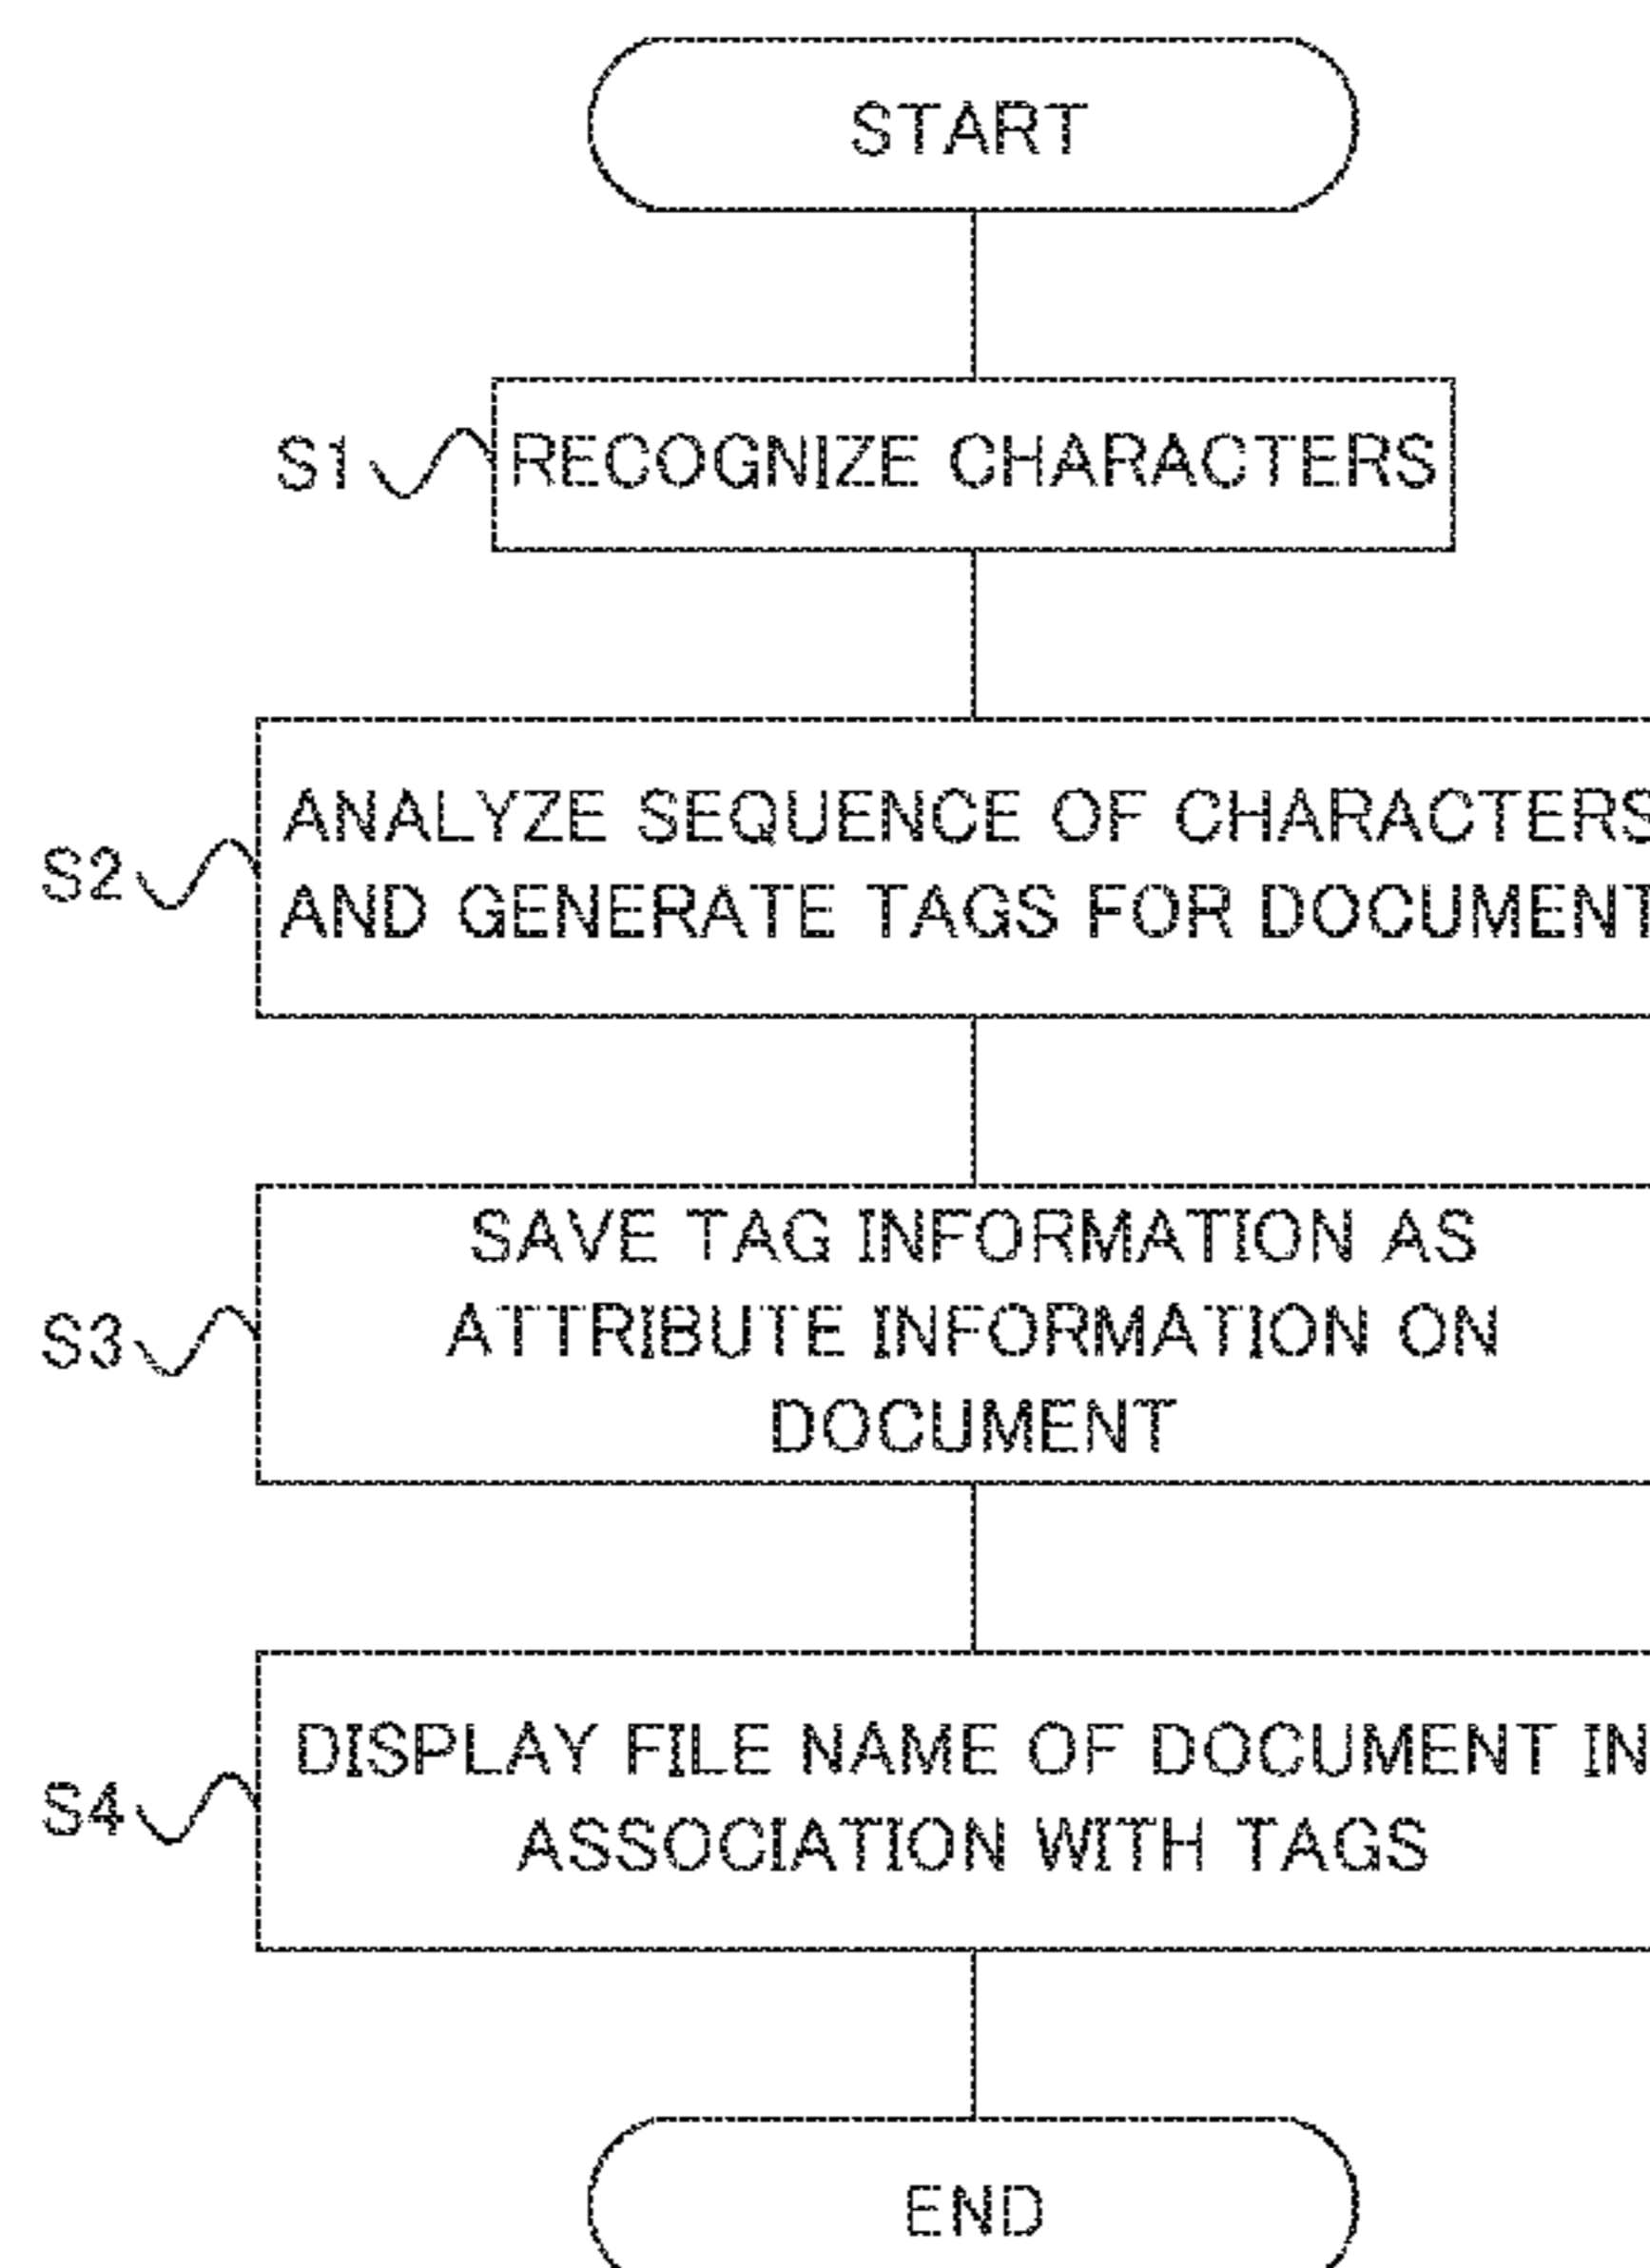 START
S1
RECOGNIZE CHARACTERS
S2
ANALYZE SEQUENCE OF CHARACTERS
AND GENERATE TAGS FOR DOCUMENT
S3
SAVE TAG INFORMATION AS
ATTRIBUTE INFORMATION ON
DOCUMENT
S4
DISPLAY FILE NAME OF DOCUMENT IN
ASSOCIATION WITH TAGS
END